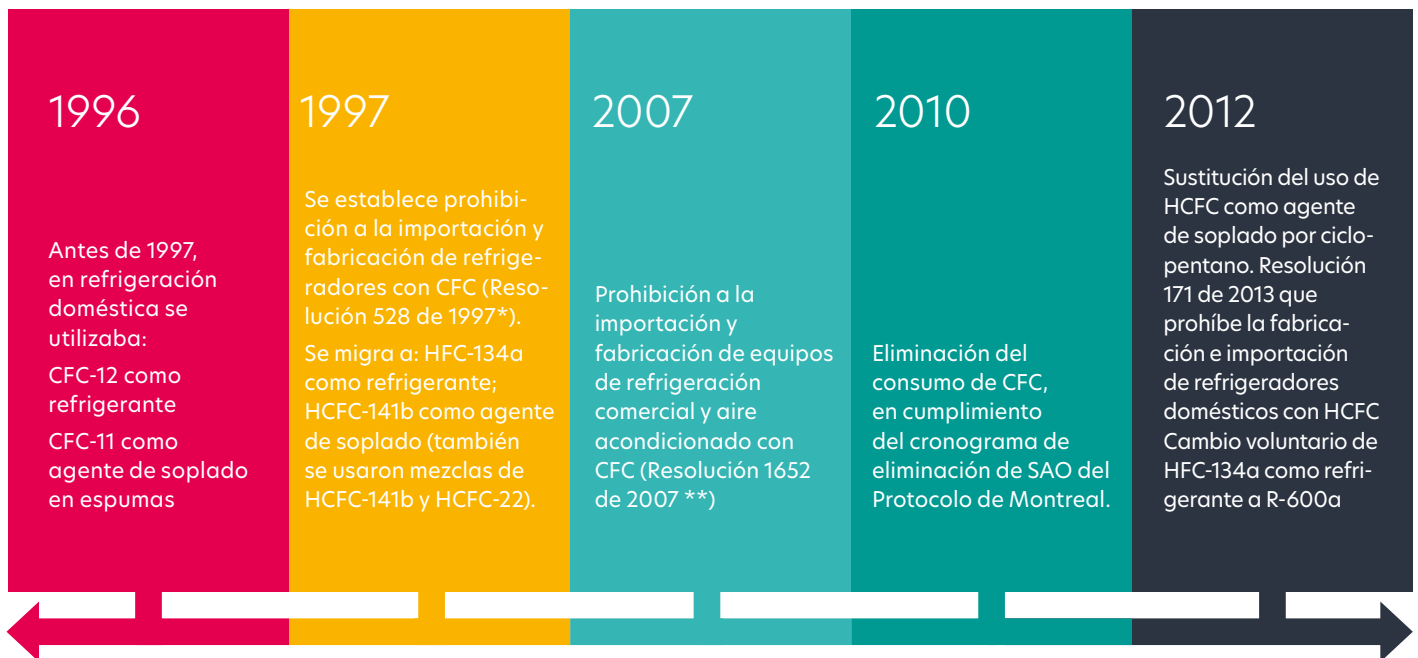 1996
Antes de 1997,
en refrigeración
doméstica se
utilizaba:
CFC-12 como
refrigerante
CFC-11 como
agente de soplado
en espumas
1997
Se establece prohibi-
ción a la importación y
fabricación de refrige-
radores con CFC (Reso-
lución 528 de 1997*).
Se migra a: HFC-134a
como refrigerante;
HCFC-141b como agente
de soplado (también
se usaron mezclas de
HCFC-141b y HCFC-22).
2007
Prohibición a la
importación y
fabricación de equipos
de refrigeración
comercial y aire
acondicionado con
CFC (Resolución 1652
de 2007 **)
2010
Eliminación del
consumo de CFC,
en cumplimiento
del cronograma de
eliminación de SAO del
Protocolo de Montreal.
2012
Sustitución del uso de
HCFC como agente
de soplado por ciclo-
pentano. Resolución
171 de 2013 que
prohíbe la fabrica-
ción e importación
de refrigeradores
domésticos con HCFC
Cambio voluntario de
HFC-134a como refri-
gerante a R-600a